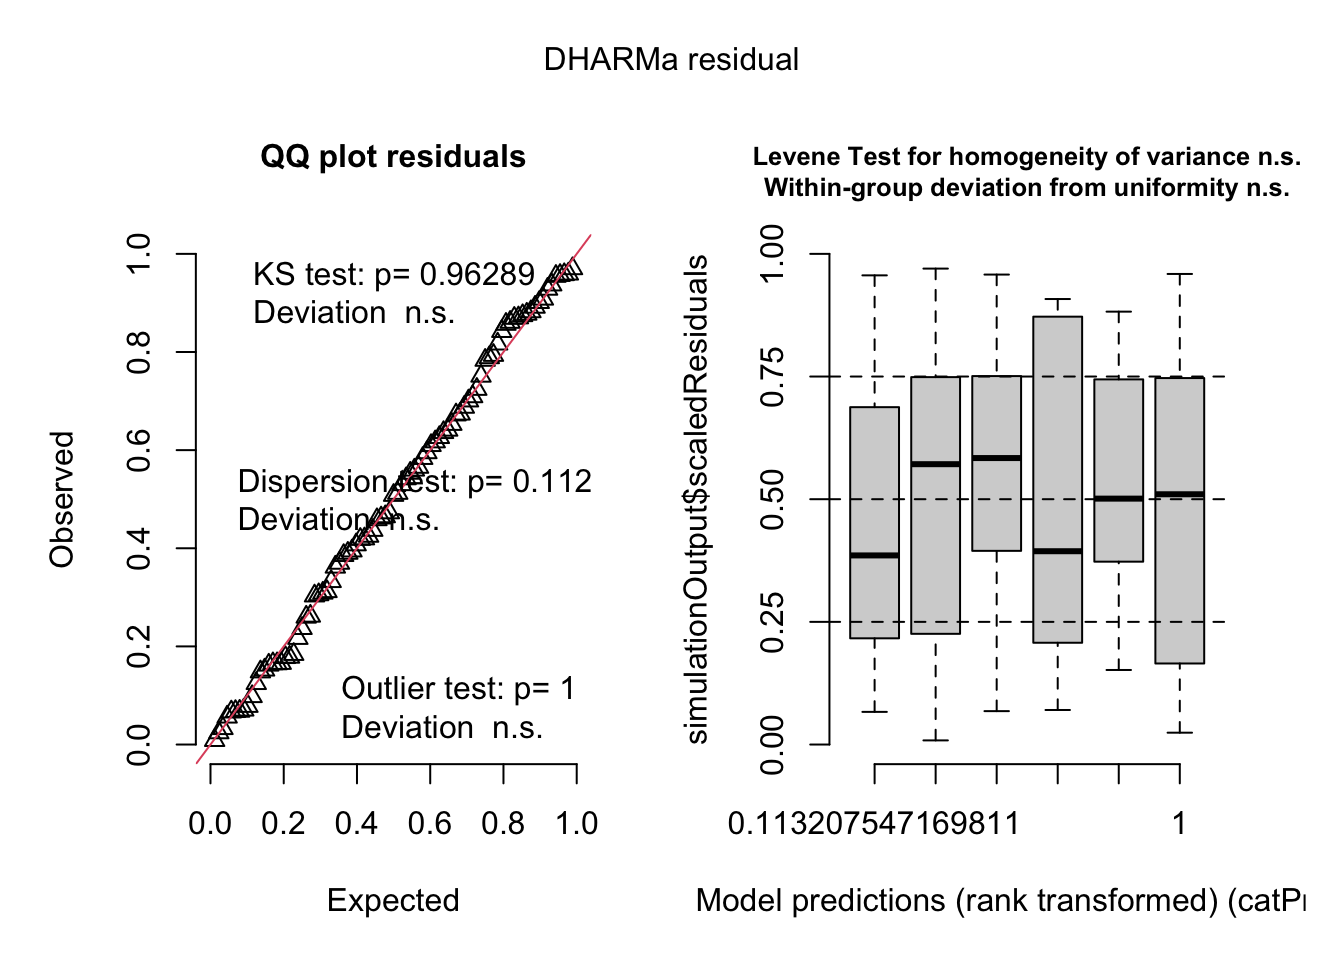 DHARMa residual
QQ plot residuals
KS test: p= 0.96289
Deviation  n.s.
Dispersion test: p= 0.112
Deviation  n.s.
Outlier test: p= 1
Deviation  n.s.
Observed
0.0 0.2 0.4 0.6 0.8 1.0
0.0 0.2 0.4 0.6 0.8 1.0
Expected
Levene Test for homogeneity of variance n.s.
Within-group deviation from uniformity n.s.
simulationOutput$scaledResiduals
0.00 0.25 0.50 0.75 1.00
0.113207547169811 1
Model predictions (rank transformed) (catPr